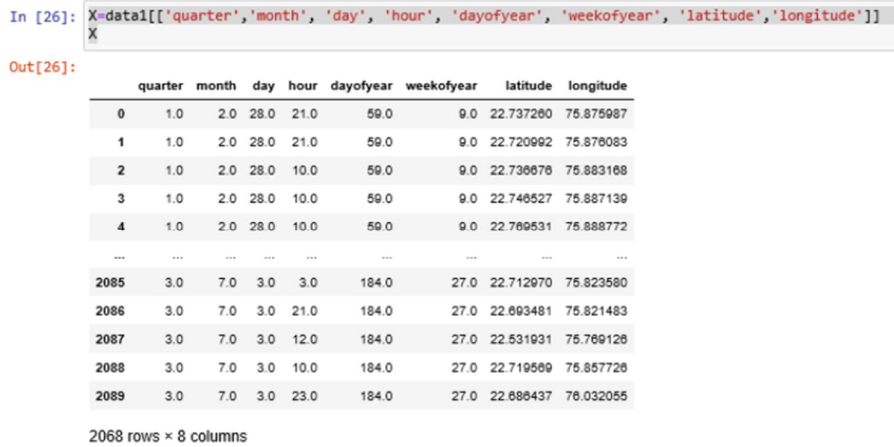 In [26]: X=data1[['quarter','month', 'day', 'hour', 'dayofyear', 'weekofyear', 'latitude','longitude']]
X
Out[26]:
quarter month day hour dayofyear weekofyear latitude longitude
0 1.0 2.0 28.0 21.0 59.0 9.0 22.737260 75.875987
1 1.0 2.0 28.0 21.0 59.0 9.0 22.720992 75.876083
2 1.0 2.0 28.0 10.0 59.0 9.0 22.736676 75.883168
3 1.0 2.0 28.0 10.0 59.0 9.0 22.746527 75.887139
4 1.0 2.0 28.0 10.0 59.0 9.0 22.769531 75.888772
... ... ... ... ... ... ... ... ...
2085 3.0 7.0 3.0 3.0 184.0 27.0 22.712970 75.823580
2086 3.0 7.0 3.0 21.0 184.0 27.0 22.693481 75.821483
2087 3.0 7.0 3.0 12.0 184.0 27.0 22.531931 75.769126
2088 3.0 7.0 3.0 10.0 184.0 27.0 22.719569 75.857726
2089 3.0 7.0 3.0 23.0 184.0 27.0 22.686437 76.032055
2068 rows × 8 columns